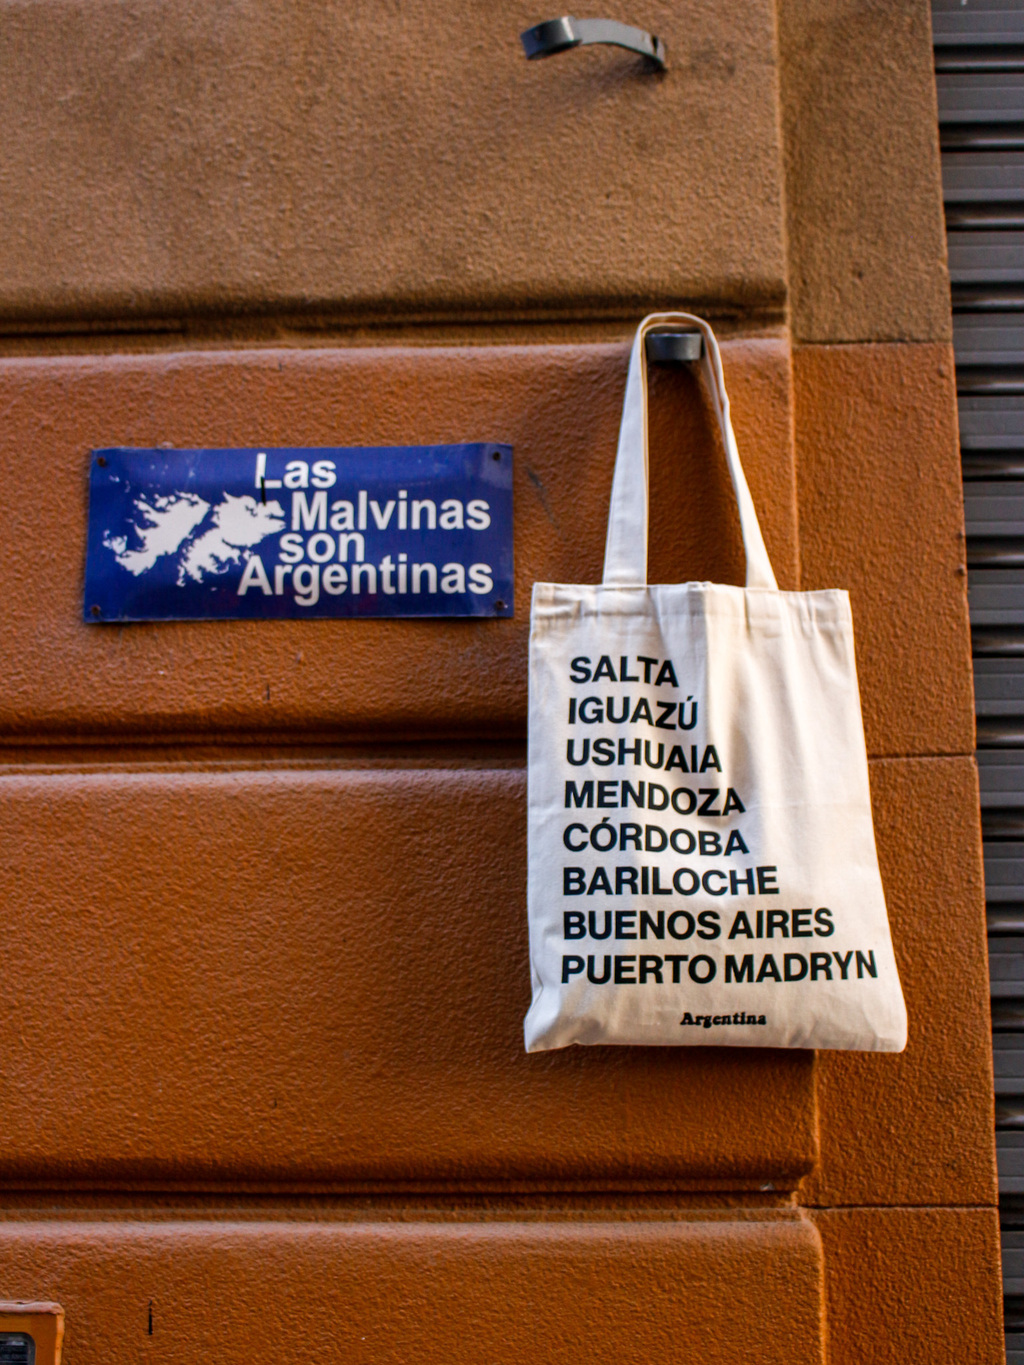 Las
Malvinas
son
Argentinas
SALTA
IGUAZÚ
USHUAIA
MENDOZA
CÓRDOBA
BARILOCHE
BUENOS AIRES
PUERTO MADRYN
Argentina